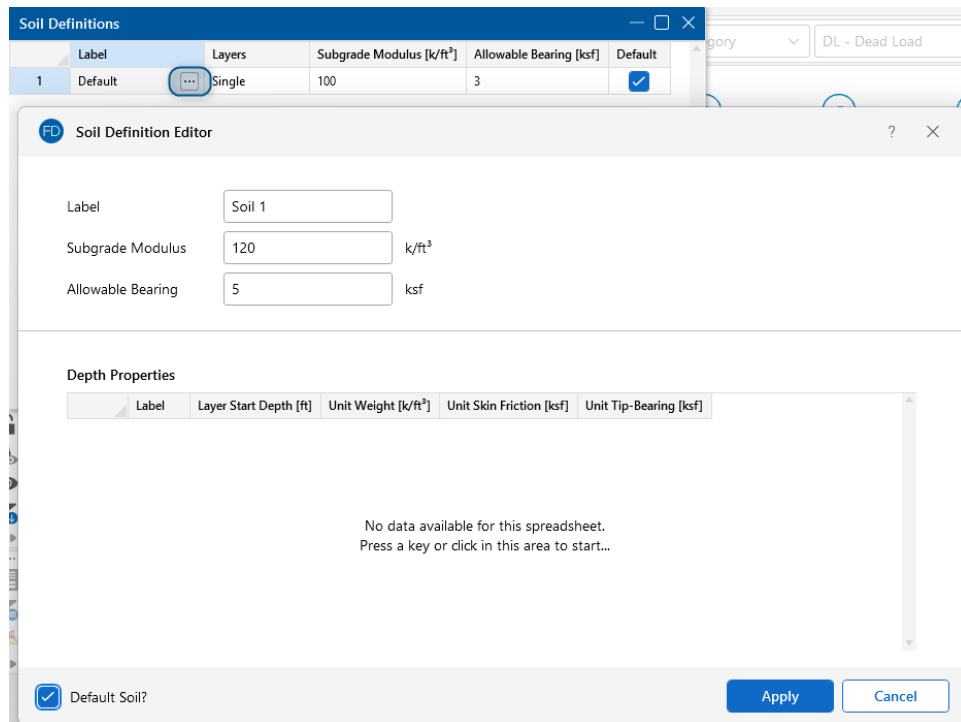 Soil Definitions
Label Layers Subgrade Modulus [k/ft³] Allowable Bearing [ksf] Default
1 Default ... Single 100 3
DL - Dead Load
FD Soil Definition Editor ?
Label Soil 1
Subgrade Modulus 120 k/ft³
Allowable Bearing 5 ksf
Depth Properties
Label Layer Start Depth [ft] Unit Weight [k/ft³] Unit Skin Friction [ksf] Unit Tip-Bearing [ksf]
No data available for this spreadsheet.
Press a key or click in this area to start...
Default Soil? Apply Cancel